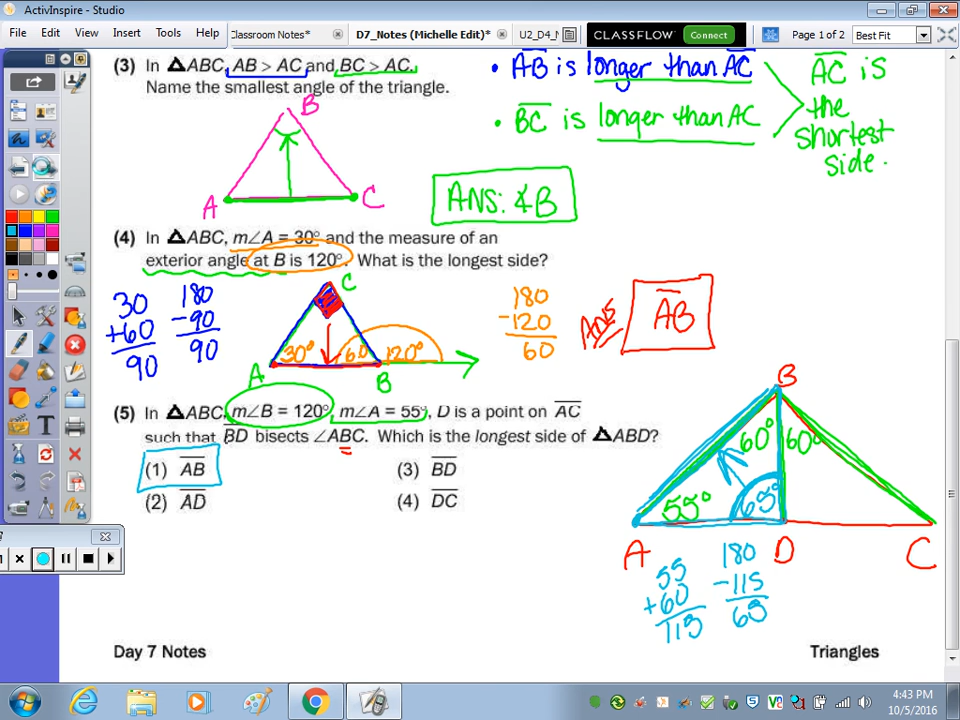 ActivInspire - Studio
File Edit View Insert Tools Help
Classroom Notes* D7_Notes (Michelle Edit)* U2_D4_N CLASSFLOW Connect Page 1 of 2 Best Fit
(3) In △ABC, AB > AC and BC > AC.
Name the smallest angle of the triangle.
• AB is longer than AC
• BC is longer than AC
AC is
the
shortest
side.
B
A C
ANS: ∡B
(4) In △ABC, m∠A = 30° and the measure of an
exterior angle at B is 120°. What is the longest side?
30
+60
90
180
-90
90
C
30° 60 120°
A B
180
-120
60
ANS AB
(5) In △ABC, m∠B = 120°, m∠A = 55°, D is a point on AC
such that BD bisects ∠ABC. Which is the longest side of △ABD?
(1) AB (3) BD
(2) AD (4) DC
B
60° 60°
55° 65°
A D C
55
+60
115
180
-115
65
Day 7 Notes Triangles
4:43 PM
10/5/2016